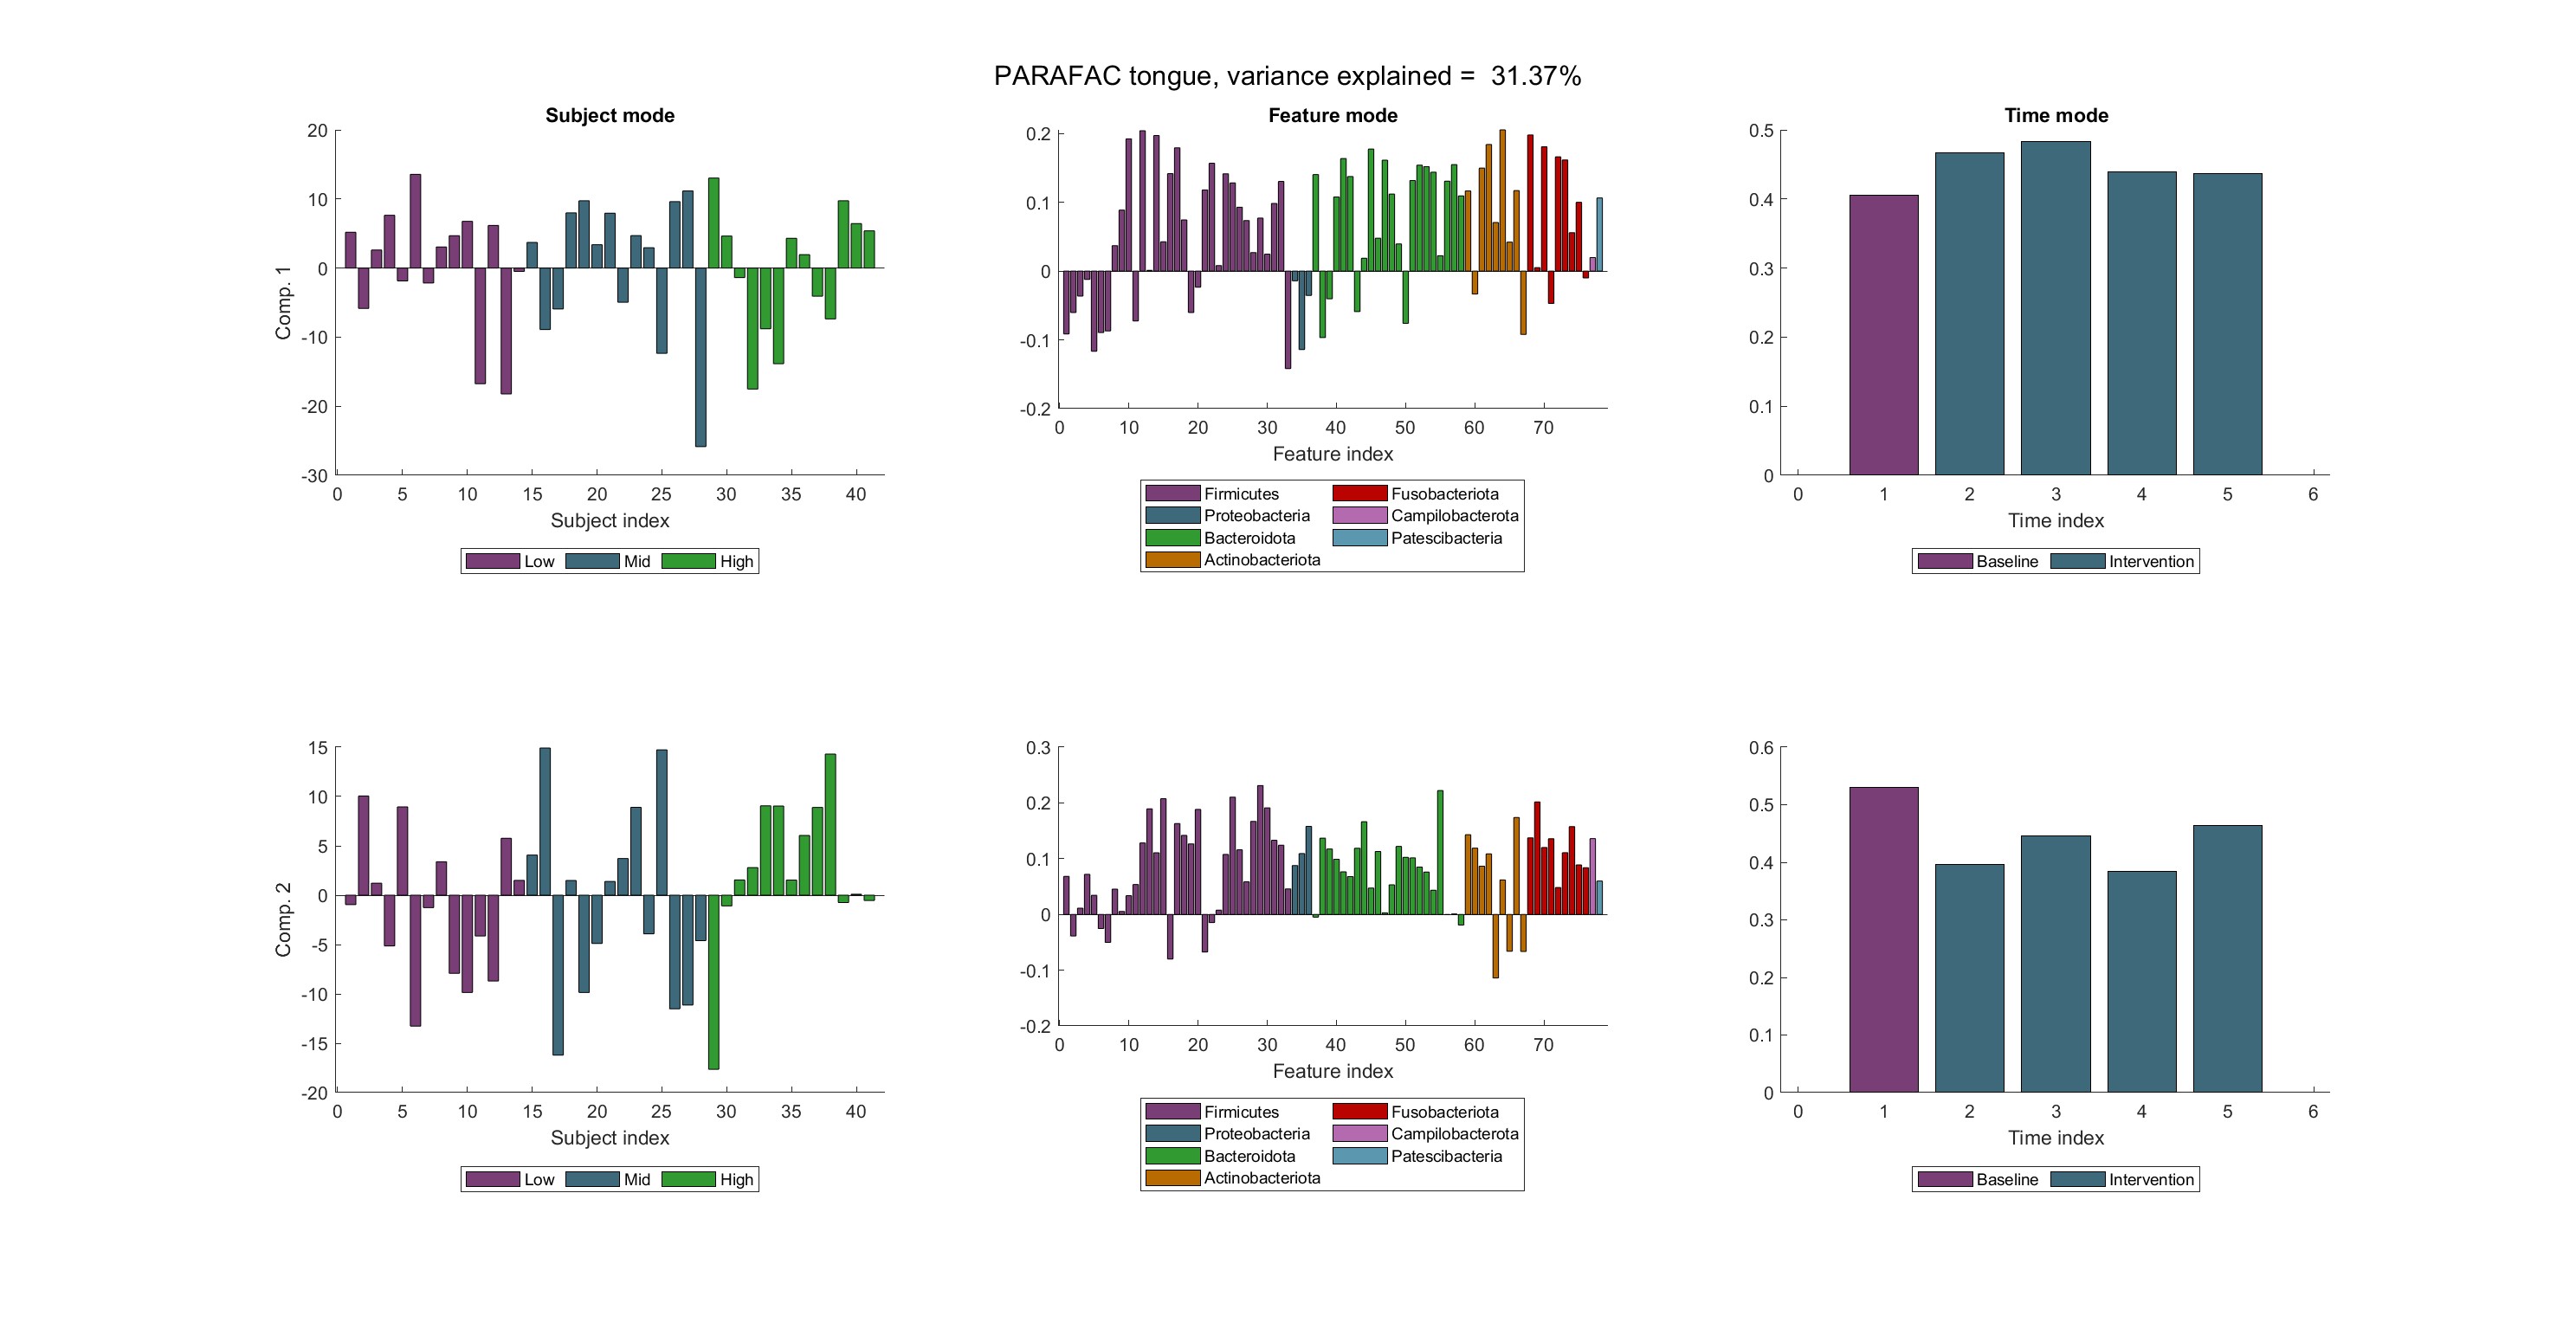 PARAFAC tongue, variance explained =  31.37%
Subject mode
20
10
0
-10
-20
-30
Comp. 1
0 5 10 15 20 25 30 35 40
Subject index
Low Mid High
Feature mode
0.2
0.1
0
-0.1
-0.2
0 10 20 30 40 50 60 70
Feature index
Firmicutes Fusobacteriota
Proteobacteria Campilobacterota
Bacteroidota Patescibacteria
Actinobacteriota
Time mode
0.5
0.4
0.3
0.2
0.1
0
0 1 2 3 4 5 6
Time index
Baseline Intervention
15
10
5
0
-5
-10
-15
-20
Comp. 2
0 5 10 15 20 25 30 35 40
Subject index
Low Mid High
0.3
0.2
0.1
0
-0.1
-0.2
0 10 20 30 40 50 60 70
Feature index
Firmicutes Fusobacteriota
Proteobacteria Campilobacterota
Bacteroidota Patescibacteria
Actinobacteriota
0.6
0.5
0.4
0.3
0.2
0.1
0
0 1 2 3 4 5 6
Time index
Baseline Intervention